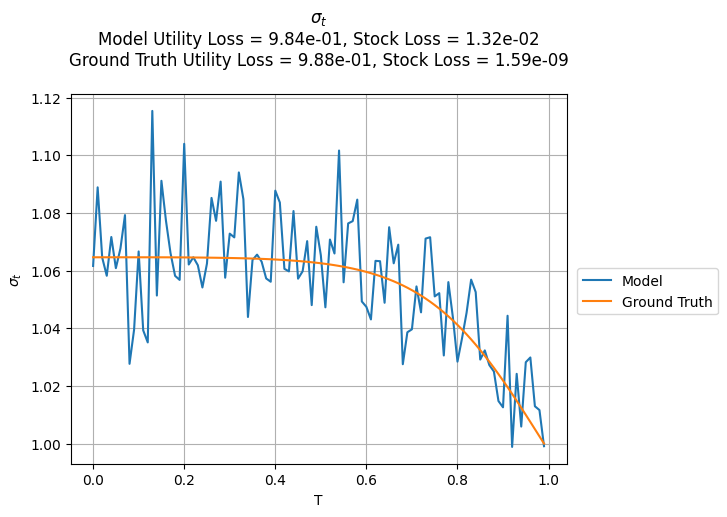 σt
Model Utility Loss = 9.84e-01, Stock Loss = 1.32e-02
Ground Truth Utility Loss = 9.88e-01, Stock Loss = 1.59e-09
1.12
1.10
1.08
1.06
1.04
1.02
1.00
σt
0.0 0.2 0.4 0.6 0.8 1.0
T
Model
Ground Truth